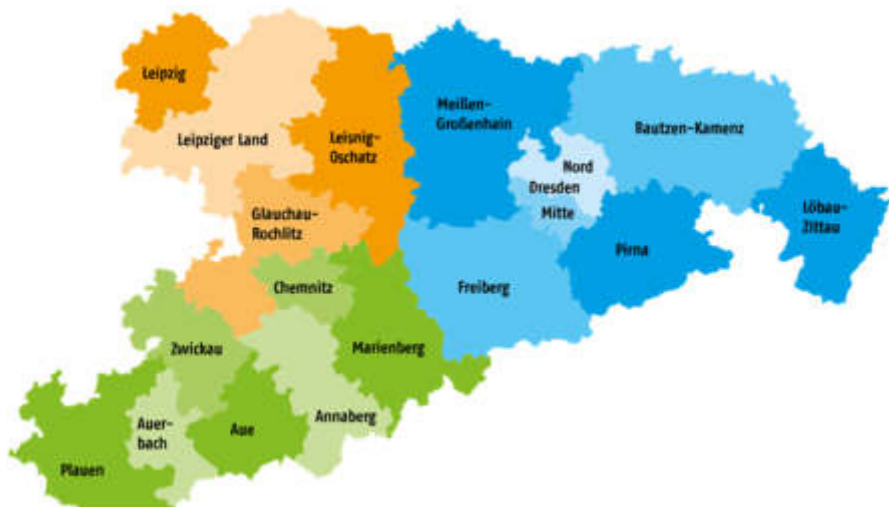 Leipzig
Leipziger Land
Leisnig-
Oschatz
Meißen-
Großenhain
Bautzen-Kamenz
Nord
Dresden
Mitte
Löbau-
Zittau
Glauchau-
Rochlitz
Pirna
Chemnitz
Freiberg
Zwickau
Marienberg
Auer-
bach
Aue
Annaberg
Plauen